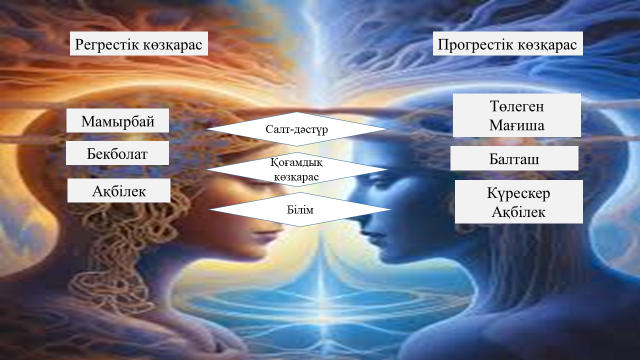 Регрестік көзқарас
Прогрестік көзқарас
Мамырбай
Салт-дәстүр
Төлеген
Мағиша
Бекболат
Қоғамдық
көзқарас
Балташ
Ақбілек
Білім
Күрескер
Ақбілек